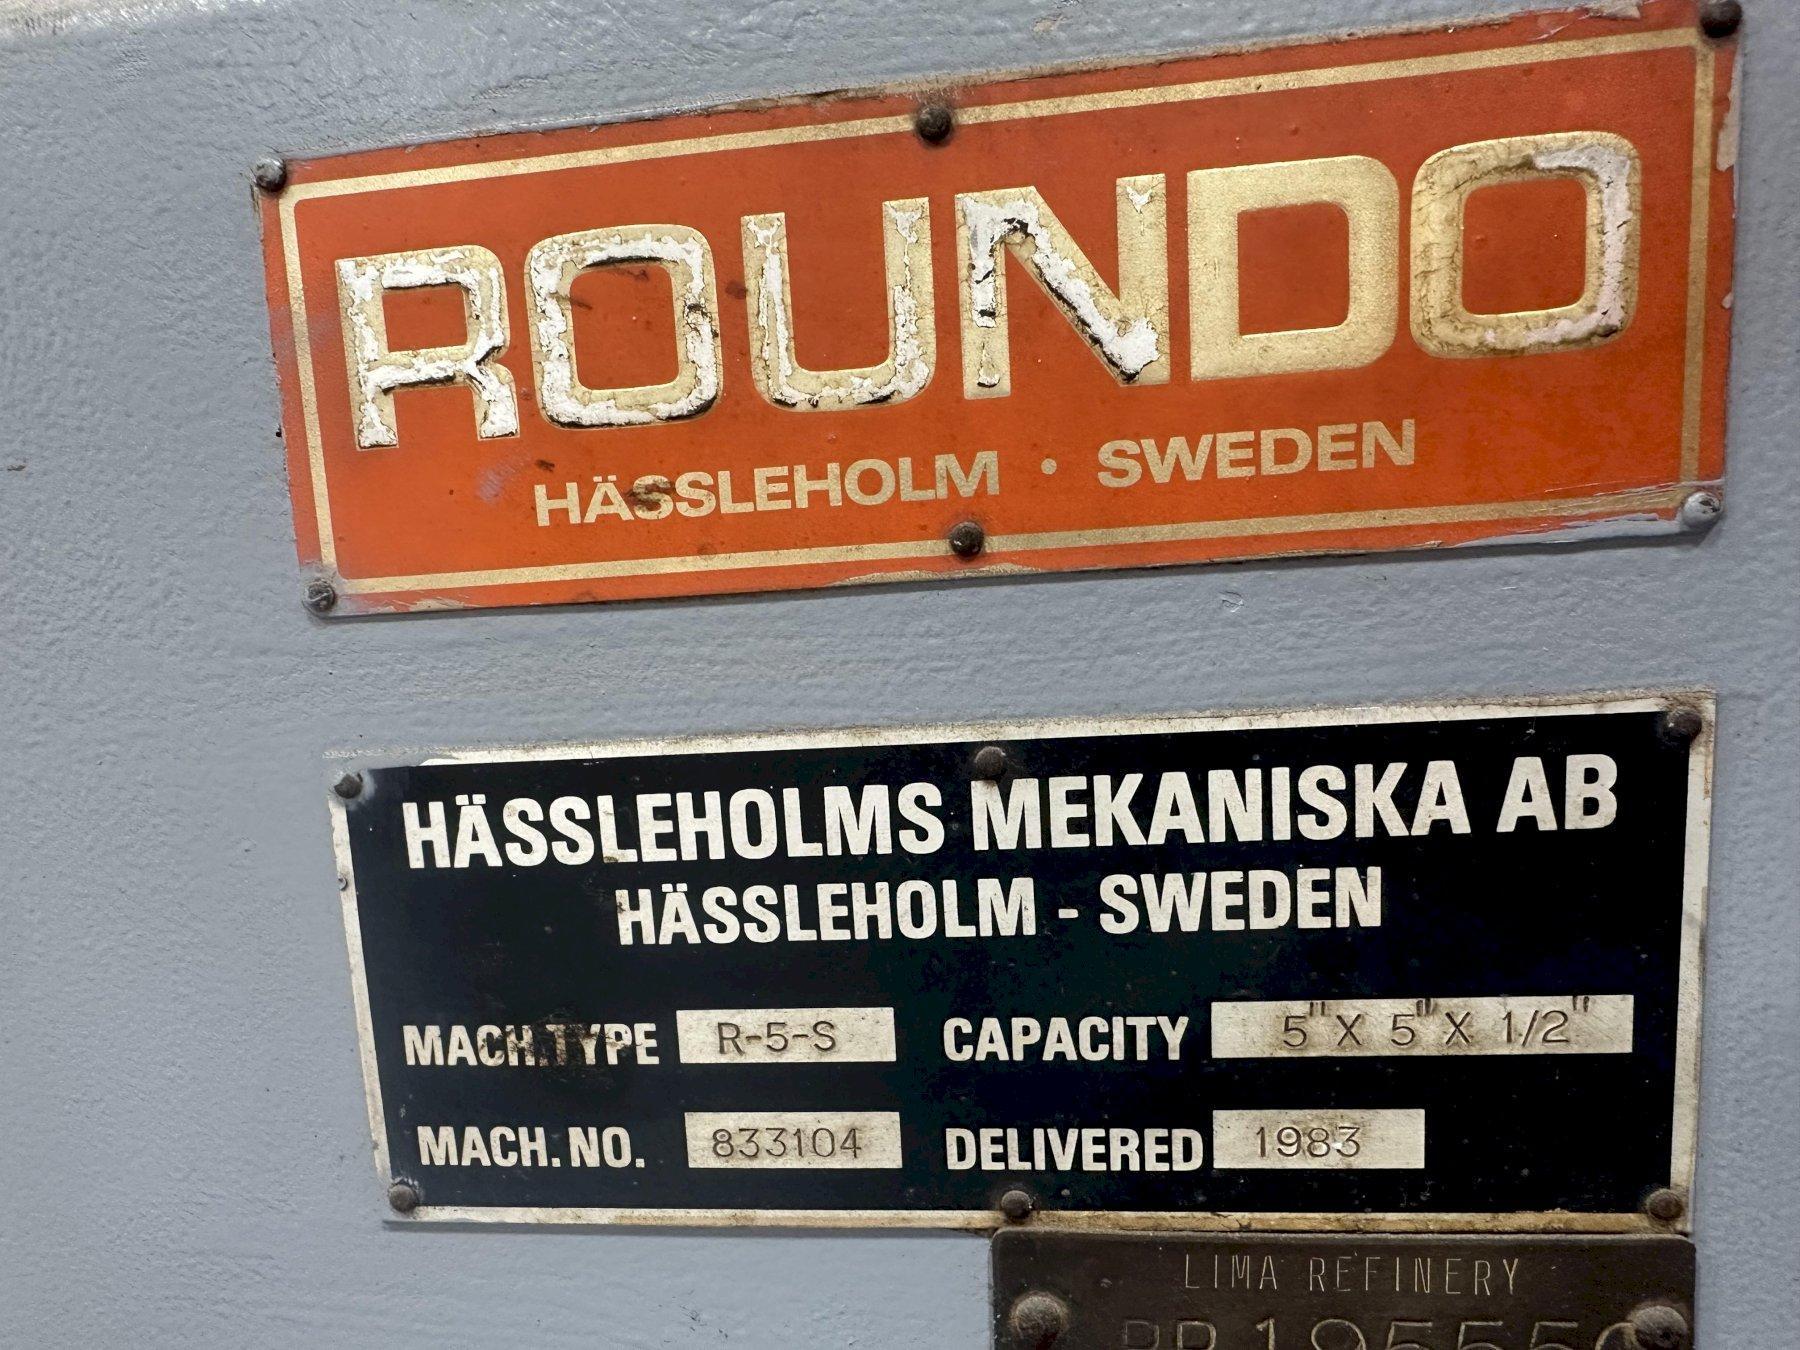 ROUNDO
HÄSSLEHOLM · SWEDEN
HÄSSLEHOLMS MEKANISKA AB
HÄSSLEHOLM - SWEDEN
MACH.TYPE R-5-S CAPACITY 5"X 5"X 1/2"
MACH. NO. 833104 DELIVERED 1983
LIMA REFINERY